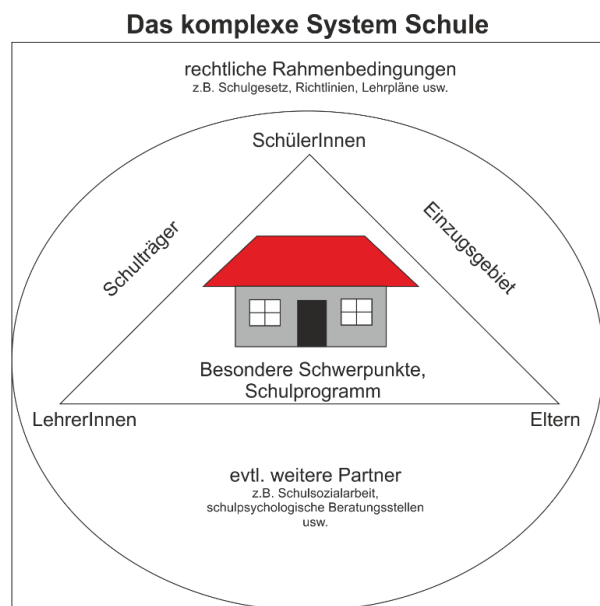 Das komplexe System Schule
rechtliche Rahmenbedingungen
z.B. Schulgesetz, Richtlinien, Lehrpläne usw.
SchülerInnen
Schulträger
Einzugsgebiet
Besondere Schwerpunkte,
Schulprogramm
LehrerInnen
Eltern
evtl. weitere Partner
z.B. Schulsozialarbeit,
schulpsychologische Beratungsstellen
usw.